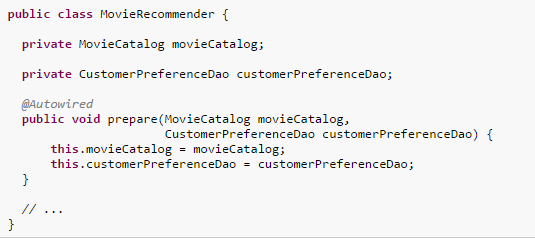 public class MovieRecommender {
private MovieCatalog movieCatalog;
private CustomerPreferenceDao customerPreferenceDao;
@Autowired
public void prepare(MovieCatalog movieCatalog,
CustomerPreferenceDao customerPreferenceDao) {
this.movieCatalog = movieCatalog;
this.customerPreferenceDao = customerPreferenceDao;
}
// ...
}